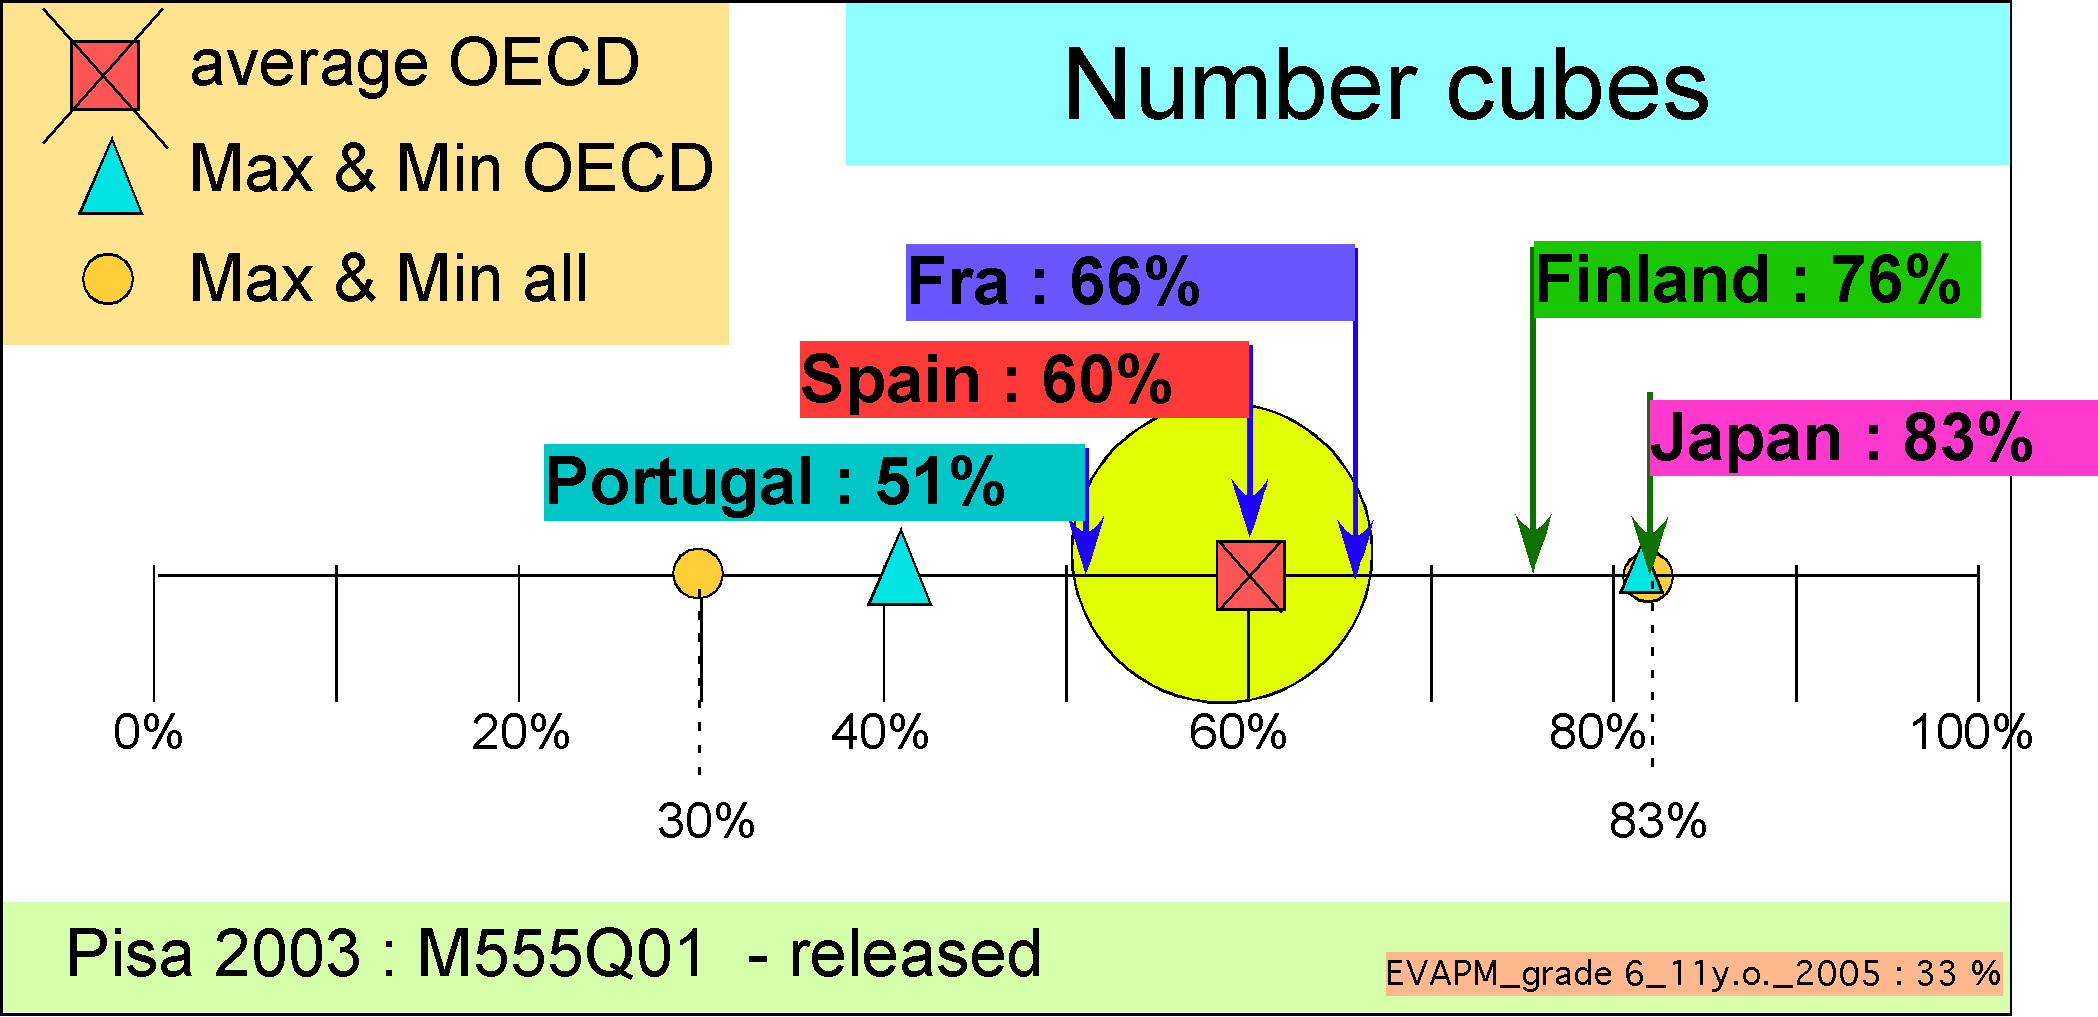 average OECD
Max & Min OECD
Max & Min all
Number cubes
Fra : 66%
Finland : 76%
Spain : 60%
Japan : 83%
Portugal : 51%
0%
20%
40%
60%
80%
100%
30%
83%
Pisa 2003 : M555Q01 - released
EVAPM_grade 6_11y.o._2005 : 33 %